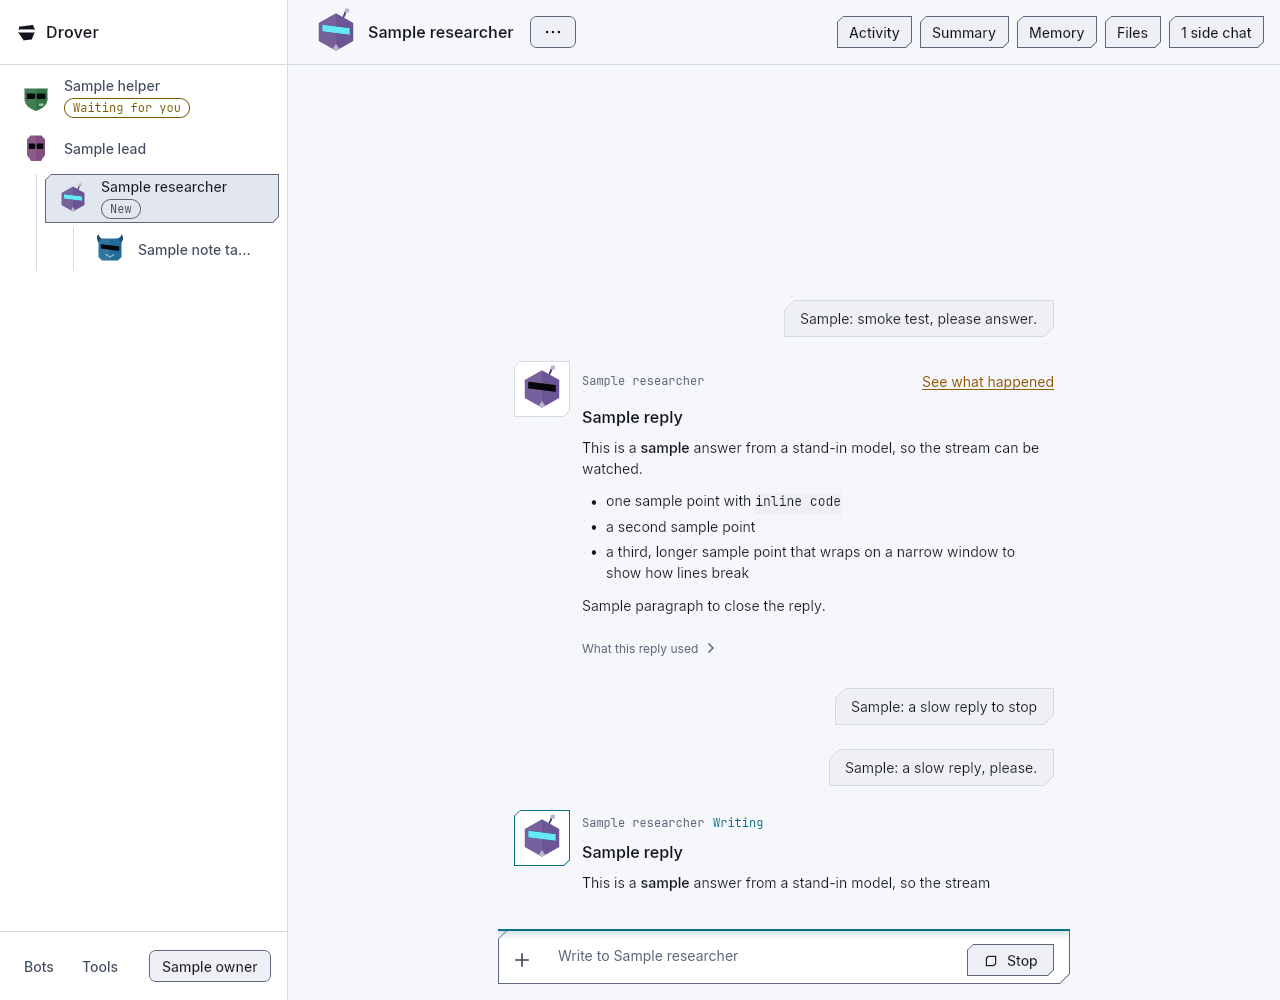 Drover
Sample helper
Waiting for you
Sample lead
Sample researcher
New
Sample note ta...
Bots
Tools
Sample owner
Sample researcher
...
Activity
Summary
Memory
Files
1 side chat
Sample: smoke test, please answer.
Sample researcher
See what happened
Sample reply
This is a sample answer from a stand-in model, so the stream can be
watched.
• one sample point with inline code
• a second sample point
• a third, longer sample point that wraps on a narrow window to
show how lines break
Sample paragraph to close the reply.
What this reply used
Sample: a slow reply to stop
Sample: a slow reply, please.
Sample researcher Writing
Sample reply
This is a sample answer from a stand-in model, so the stream
Write to Sample researcher
Stop